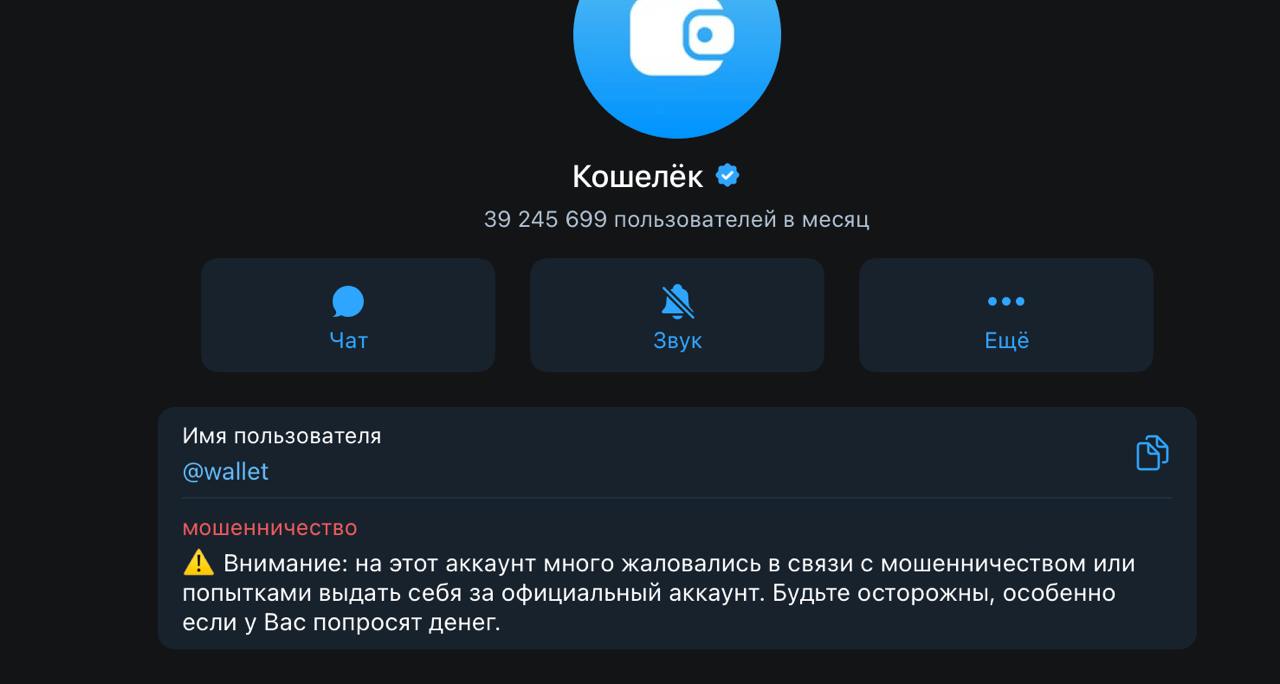 Кошелёк
39 245 699 пользователей в месяц
Чат
Звук
Ещё
Имя пользователя
@wallet
мошенничество
⚠️ Внимание: на этот аккаунт много жаловались в связи с мошенничеством или
попытками выдать себя за официальный аккаунт. Будьте осторожны, особенно
если у Вас попросят денег.